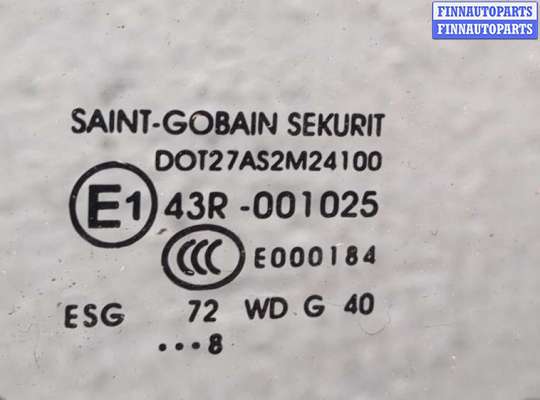 FINNAUTOPARTS
FINNAUTOPARTS
SAINT-GOBAIN SEKURIT
DOT27AS2M24100
E1 43R -001025
CCC E000184
ESG 72 WD G 40
•••8